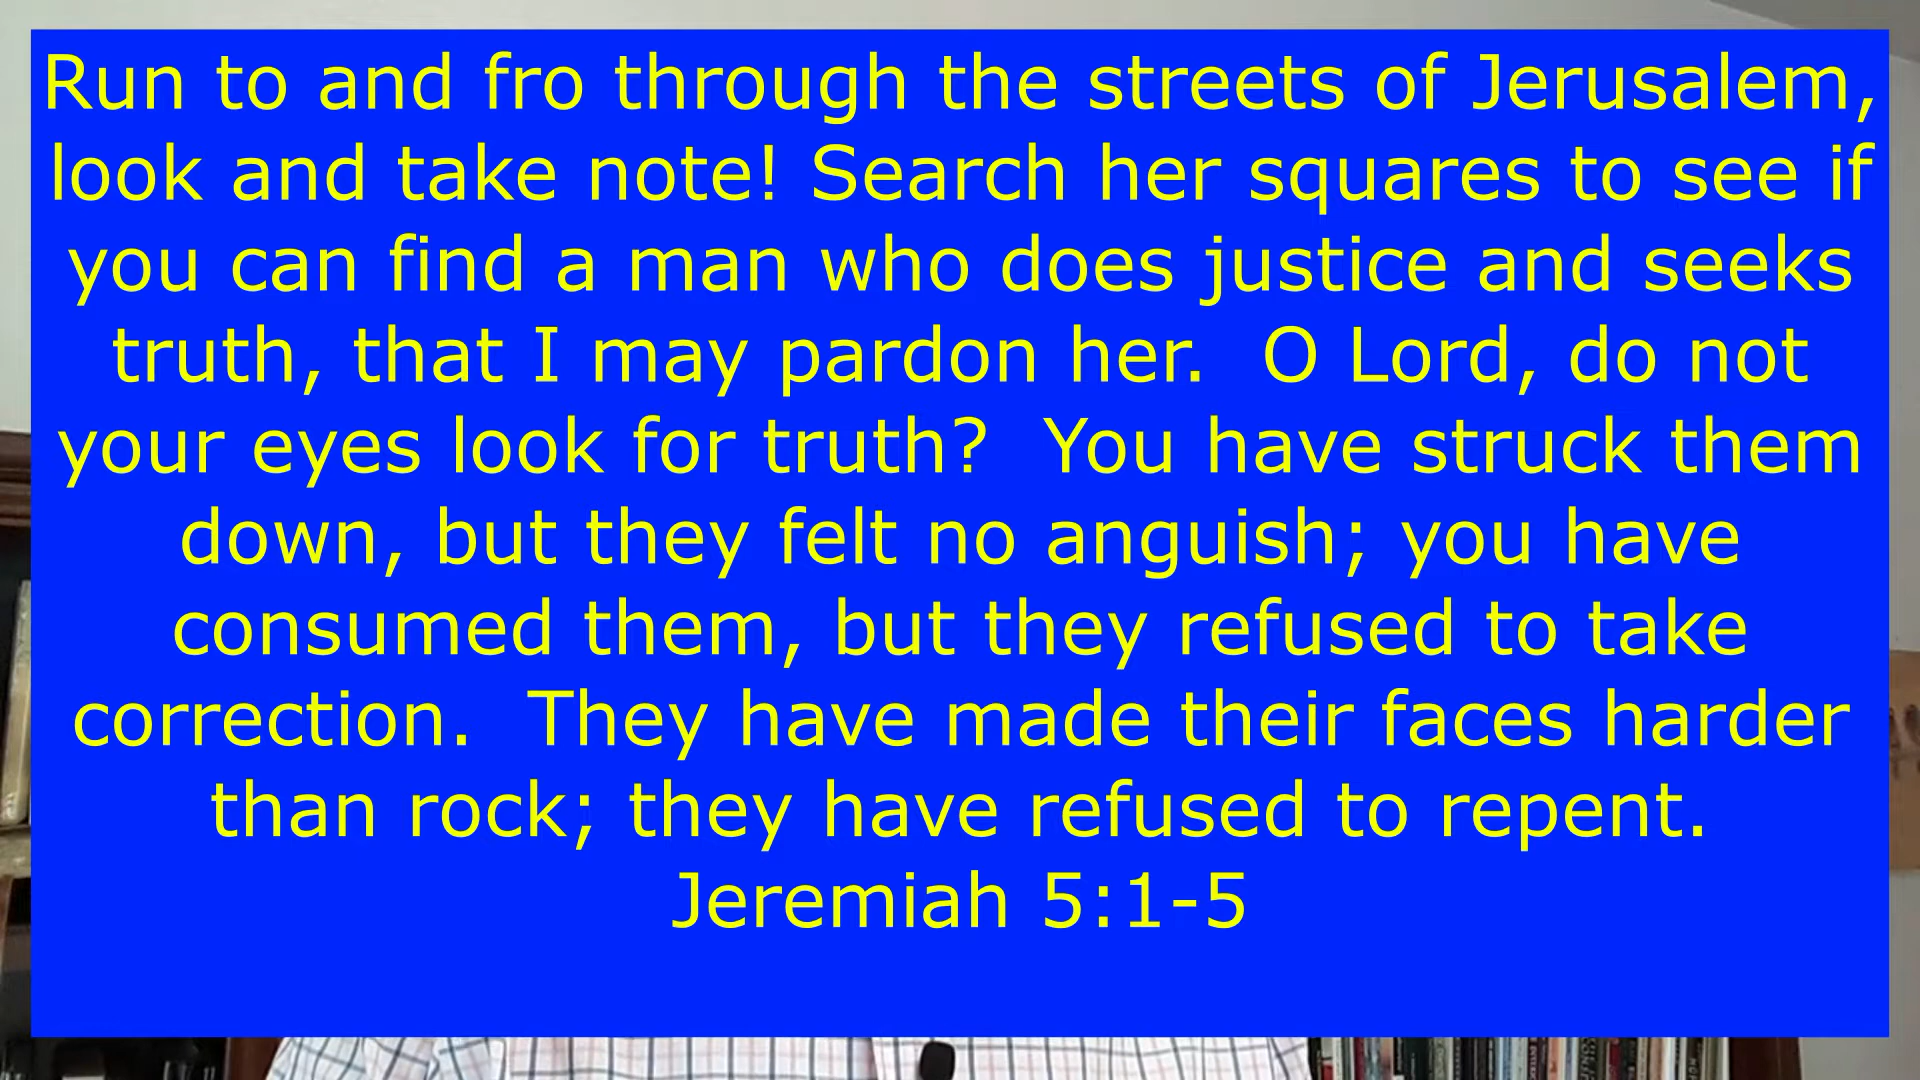 Run to and fro through the streets of Jerusalem,
look and take note! Search her squares to see if
you can find a man who does justice and seeks
truth, that I may pardon her.  O Lord, do not
your eyes look for truth?  You have struck them
down, but they felt no anguish; you have
consumed them, but they refused to take
correction.  They have made their faces harder
than rock; they have refused to repent.
Jeremiah 5:1-5